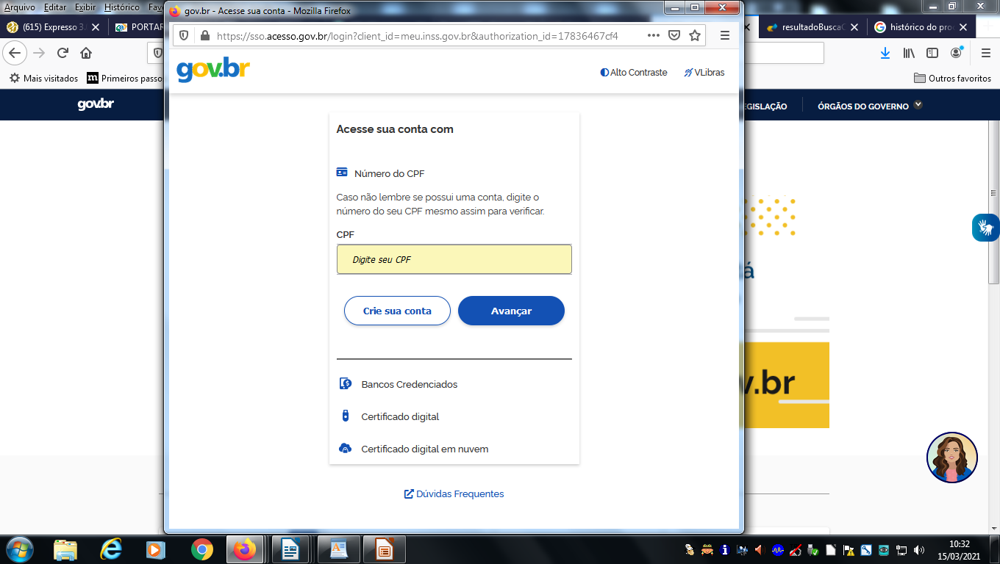 Arquivo Editar Exibir Histórico Fav
gov.br - Acesse sua conta - Mozilla Firefox
(615) Expresso 3.
PORTAR
resultadoBusca
histórico do pro
https://sso.acesso.gov.br/login?client_id=meu.inss.gov.br&authorization_id=17836467cf4
Mais visitados
Primeiros passo
Outros favoritos
gov.br
Alto Contraste
VLibras
gov.br
EGISLAÇÃO
ÓRGÃOS DO GOVERNO
Acesse sua conta com
Número do CPF
Caso não lembre se possui uma conta, digite o
número do seu CPF mesmo assim para verificar.
CPF
Digite seu CPF
Crie sua conta
Avançar
á
v.br
Bancos Credenciados
Certificado digital
Certificado digital em nuvem
Dúvidas Frequentes
10:32
15/03/2021